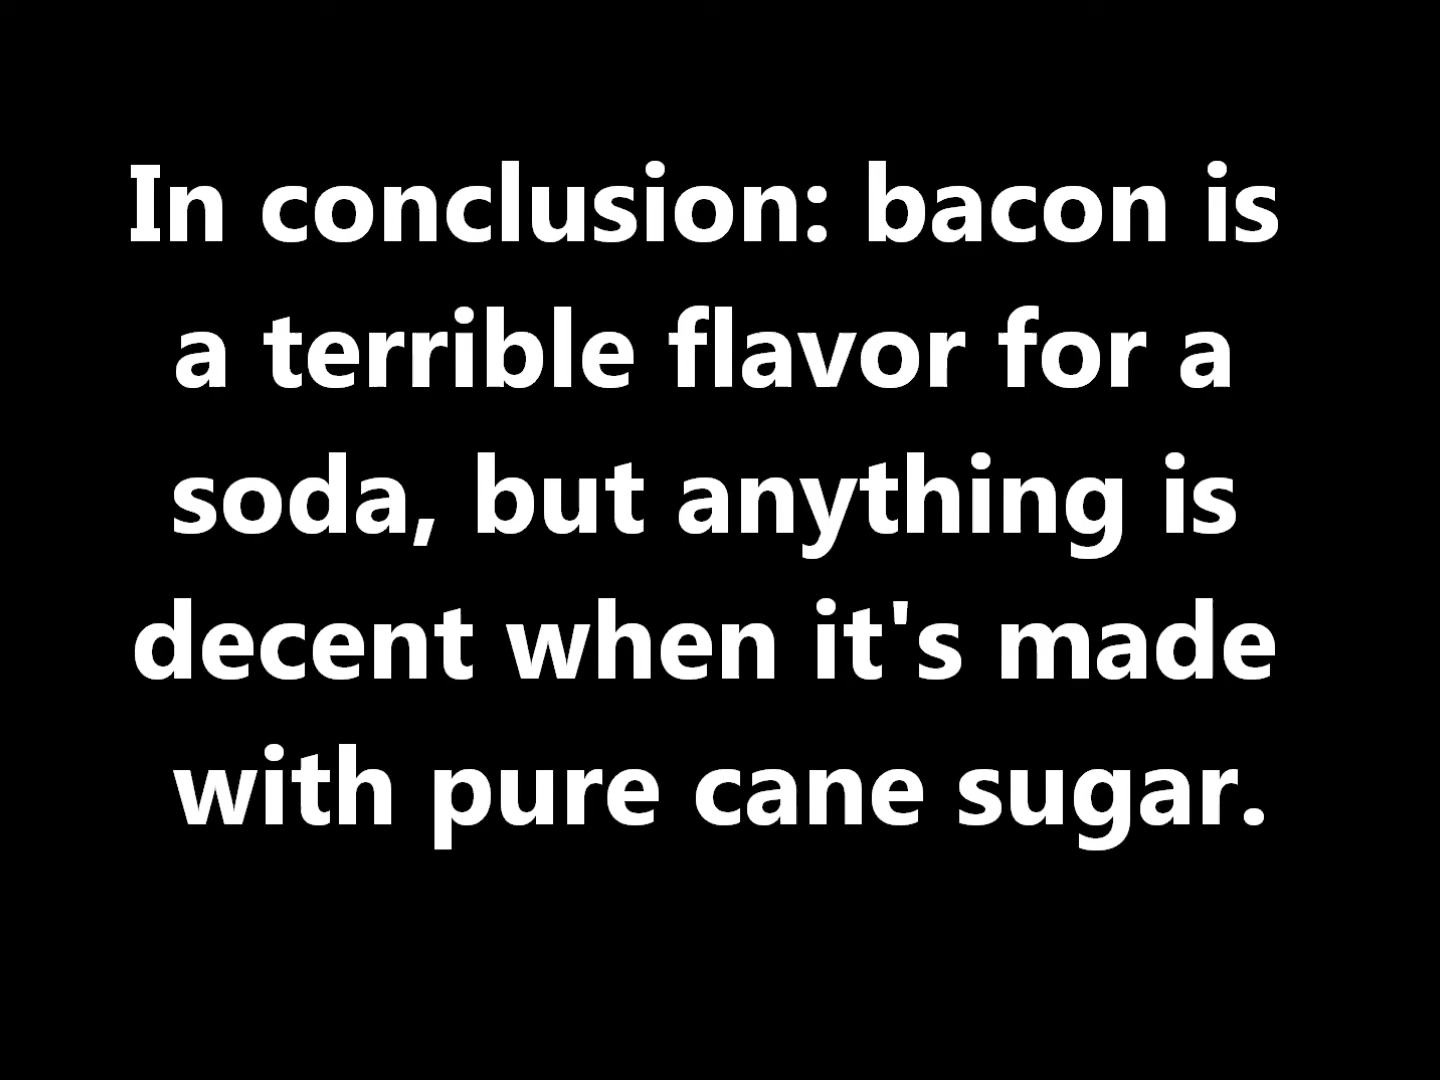 In conclusion: bacon is
a terrible flavor for a
soda, but anything is
decent when it's made
with pure cane sugar.